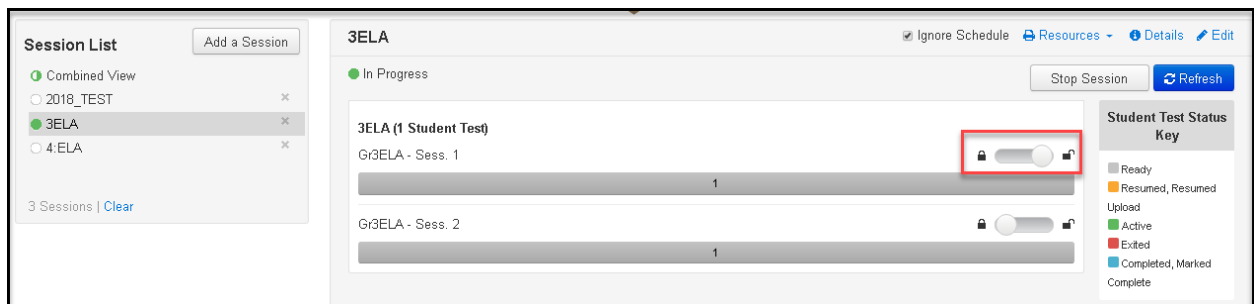 Session List
Add a Session
Combined View
2018_TEST
3ELA
4:ELA
3 Sessions | Clear
3ELA
Ignore Schedule Resources Details Edit
In Progress
Stop Session Refresh
3ELA (1 Student Test)
Gr3ELA - Sess. 1
1
Gr3ELA - Sess. 2
1
Student Test Status
Key
Ready
Resumed, Resumed
Upload
Active
Exited
Completed, Marked
Complete